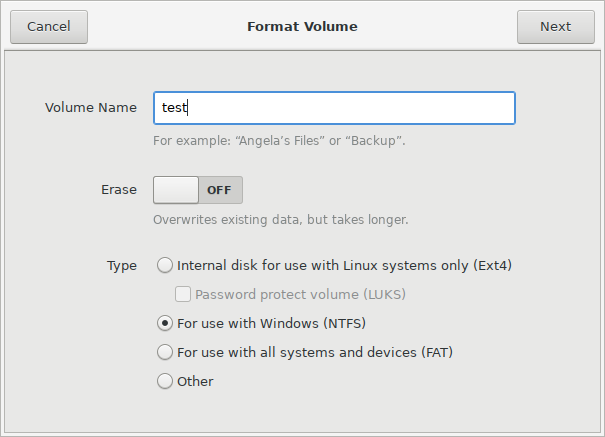 Cancel Format Volume Next
Volume Name test
For example: “Angela’s Files” or “Backup”.
Erase OFF
Overwrites existing data, but takes longer.
Type Internal disk for use with Linux systems only (Ext4)
Password protect volume (LUKS)
For use with Windows (NTFS)
For use with all systems and devices (FAT)
Other